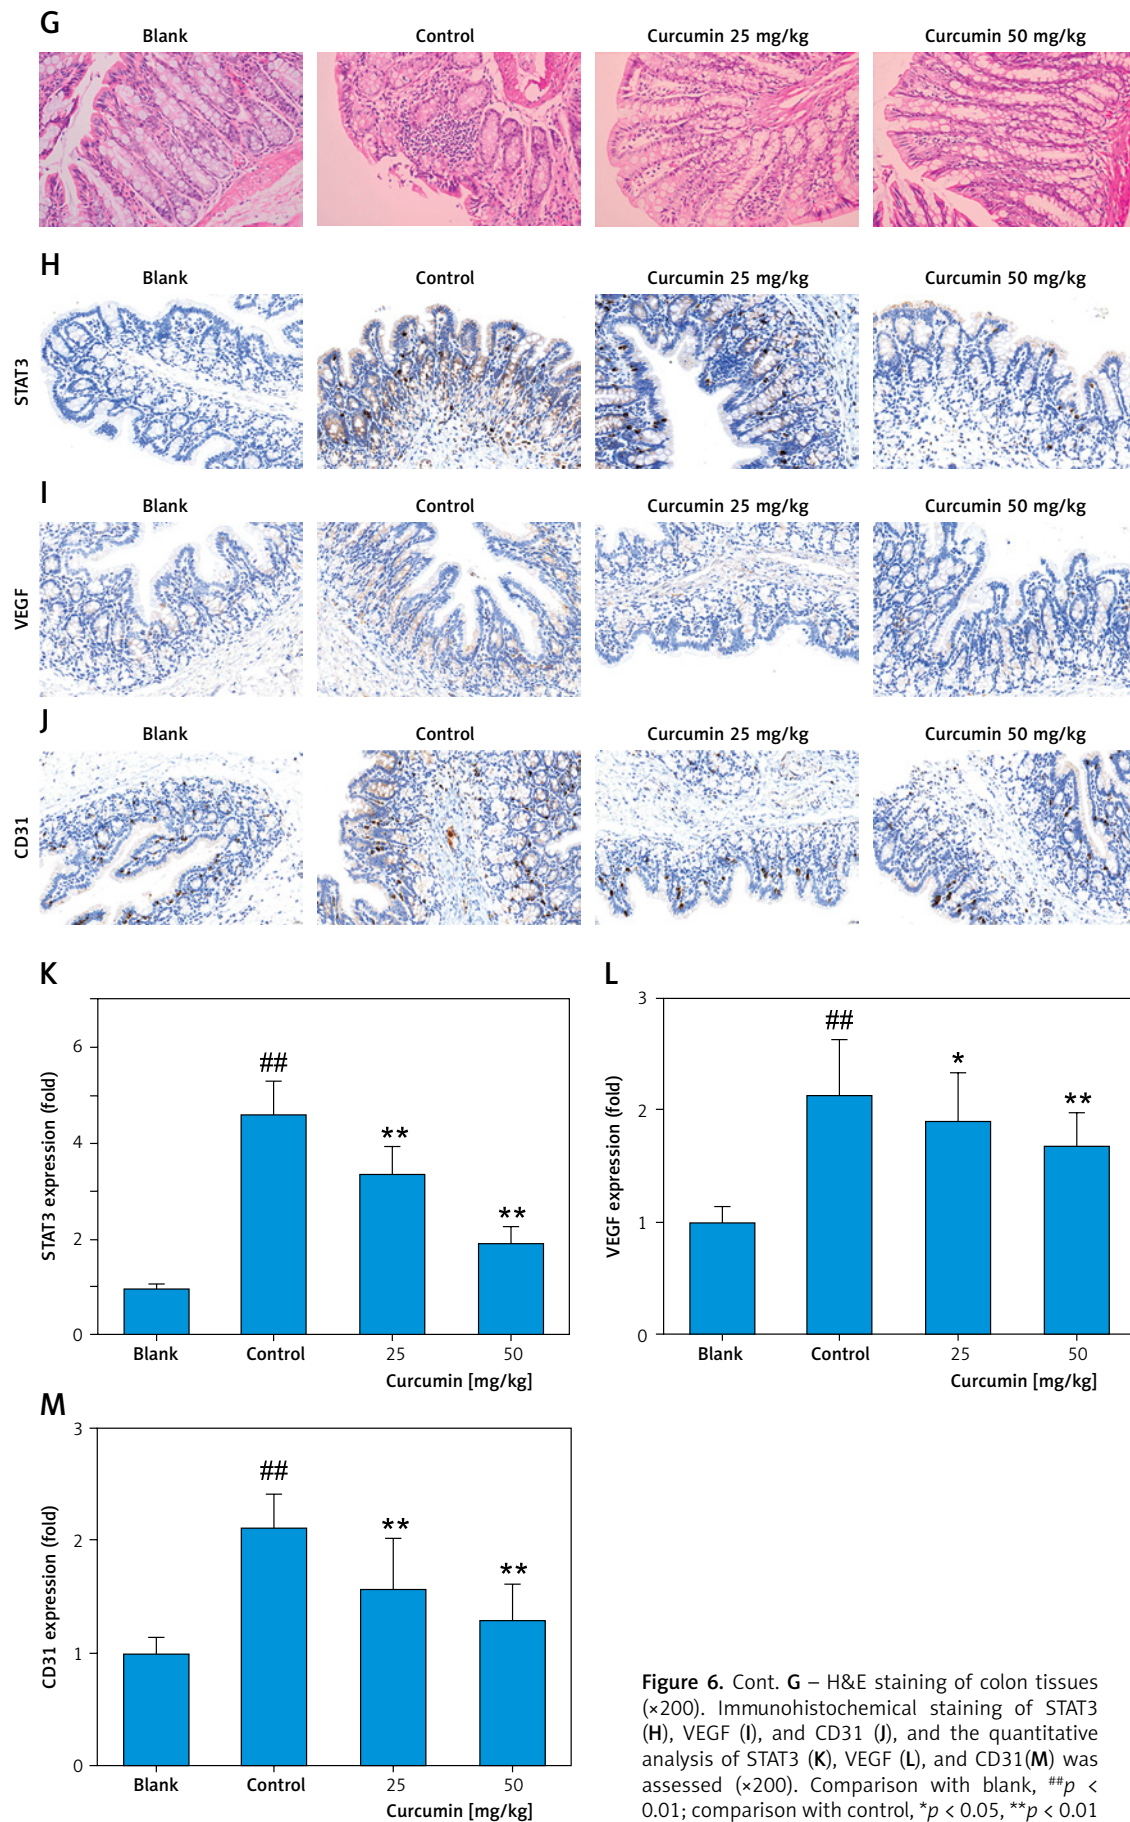 G
Blank Control Curcumin 25 mg/kg Curcumin 50 mg/kg
H
Blank Control Curcumin 25 mg/kg Curcumin 50 mg/kg
STAT3
I
Blank Control Curcumin 25 mg/kg Curcumin 50 mg/kg
VEGF
J
Blank Control Curcumin 25 mg/kg Curcumin 50 mg/kg
CD31
K
STAT3 expression (fold)
6
4
2
0
##
**
**
Blank Control 25 50
Curcumin [mg/kg]
L
VEGF expression (fold)
3
2
1
0
##
*
**
Blank Control 25 50
Curcumin [mg/kg]
M
CD31 expression (fold)
3
2
1
0
##
**
**
Blank Control 25 50
Curcumin [mg/kg]
Figure 6. Cont. G – H&E staining of colon tissues
(×200). Immunohistochemical staining of STAT3
(H), VEGF (I), and CD31 (J), and the quantitative
analysis of STAT3 (K), VEGF (L), and CD31(M) was
assessed (×200). Comparison with blank, ##p <
0.01; comparison with control, *p < 0.05, **p < 0.01